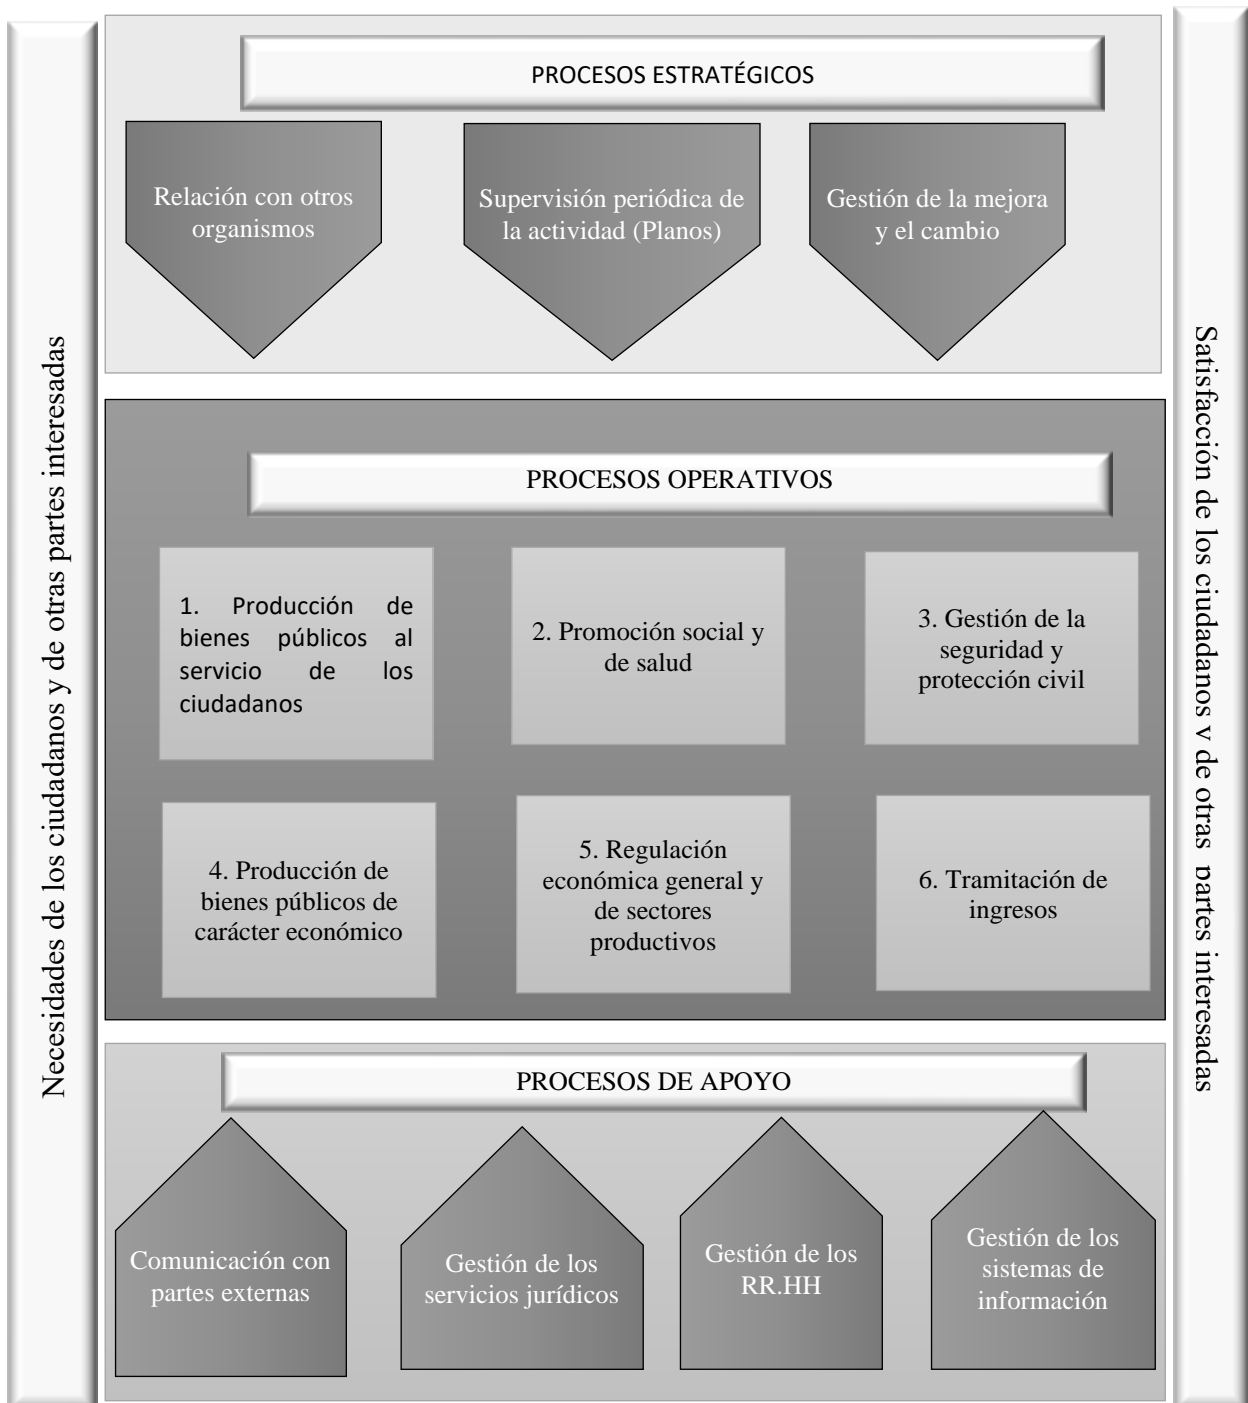 Necesidades de los ciudadanos y de otras partes interesadas
PROCESOS ESTRATÉGICOS
Relación con otros
organismos
Supervisión periódica de
la actividad (Planos)
Gestión de la mejora
y el cambio
PROCESOS OPERATIVOS
1. Producción de
bienes públicos al
servicio de los
ciudadanos
2. Promoción social y
de salud
3. Gestión de la
seguridad y
protección civil
4. Producción de
bienes públicos de
carácter económico
5. Regulación
económica general y
de sectores
productivos
6. Tramitación de
ingresos
PROCESOS DE APOYO
Comunicación con
partes externas
Gestión de los
servicios jurídicos
Gestión de los
RR.HH
Gestión de los
sistemas de
información
Satisfacción de los ciudadanos y de otras partes interesadas